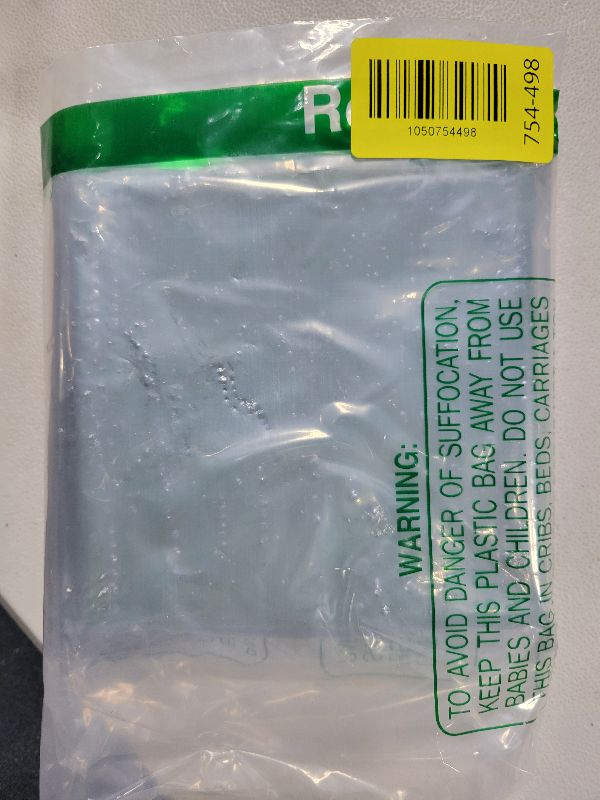 1050754498
754-498
WARNING:
TO AVOID DANGER OF SUFFOCATION,
KEEP THIS PLASTIC BAG AWAY FROM
BABIES AND CHILDREN. DO NOT USE
THIS BAG IN CRIBS, BEDS, CARRIAGES